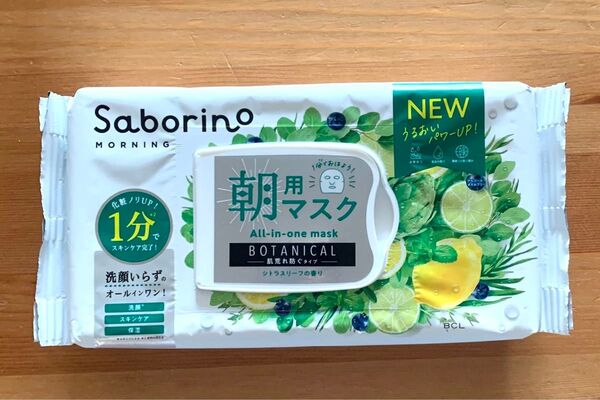 Saborino
MORNING
NEW
うるおいパワーUP!
朝用マスク
All-in-one mask
BOTANICAL
肌荒れ防ぐタイプ
シトラスリーフの香り
化粧ノリUP!
1分で
スキンケア完了!
洗顔いらずの
オールインワン!
洗顔
スキンケア
保湿
BCL